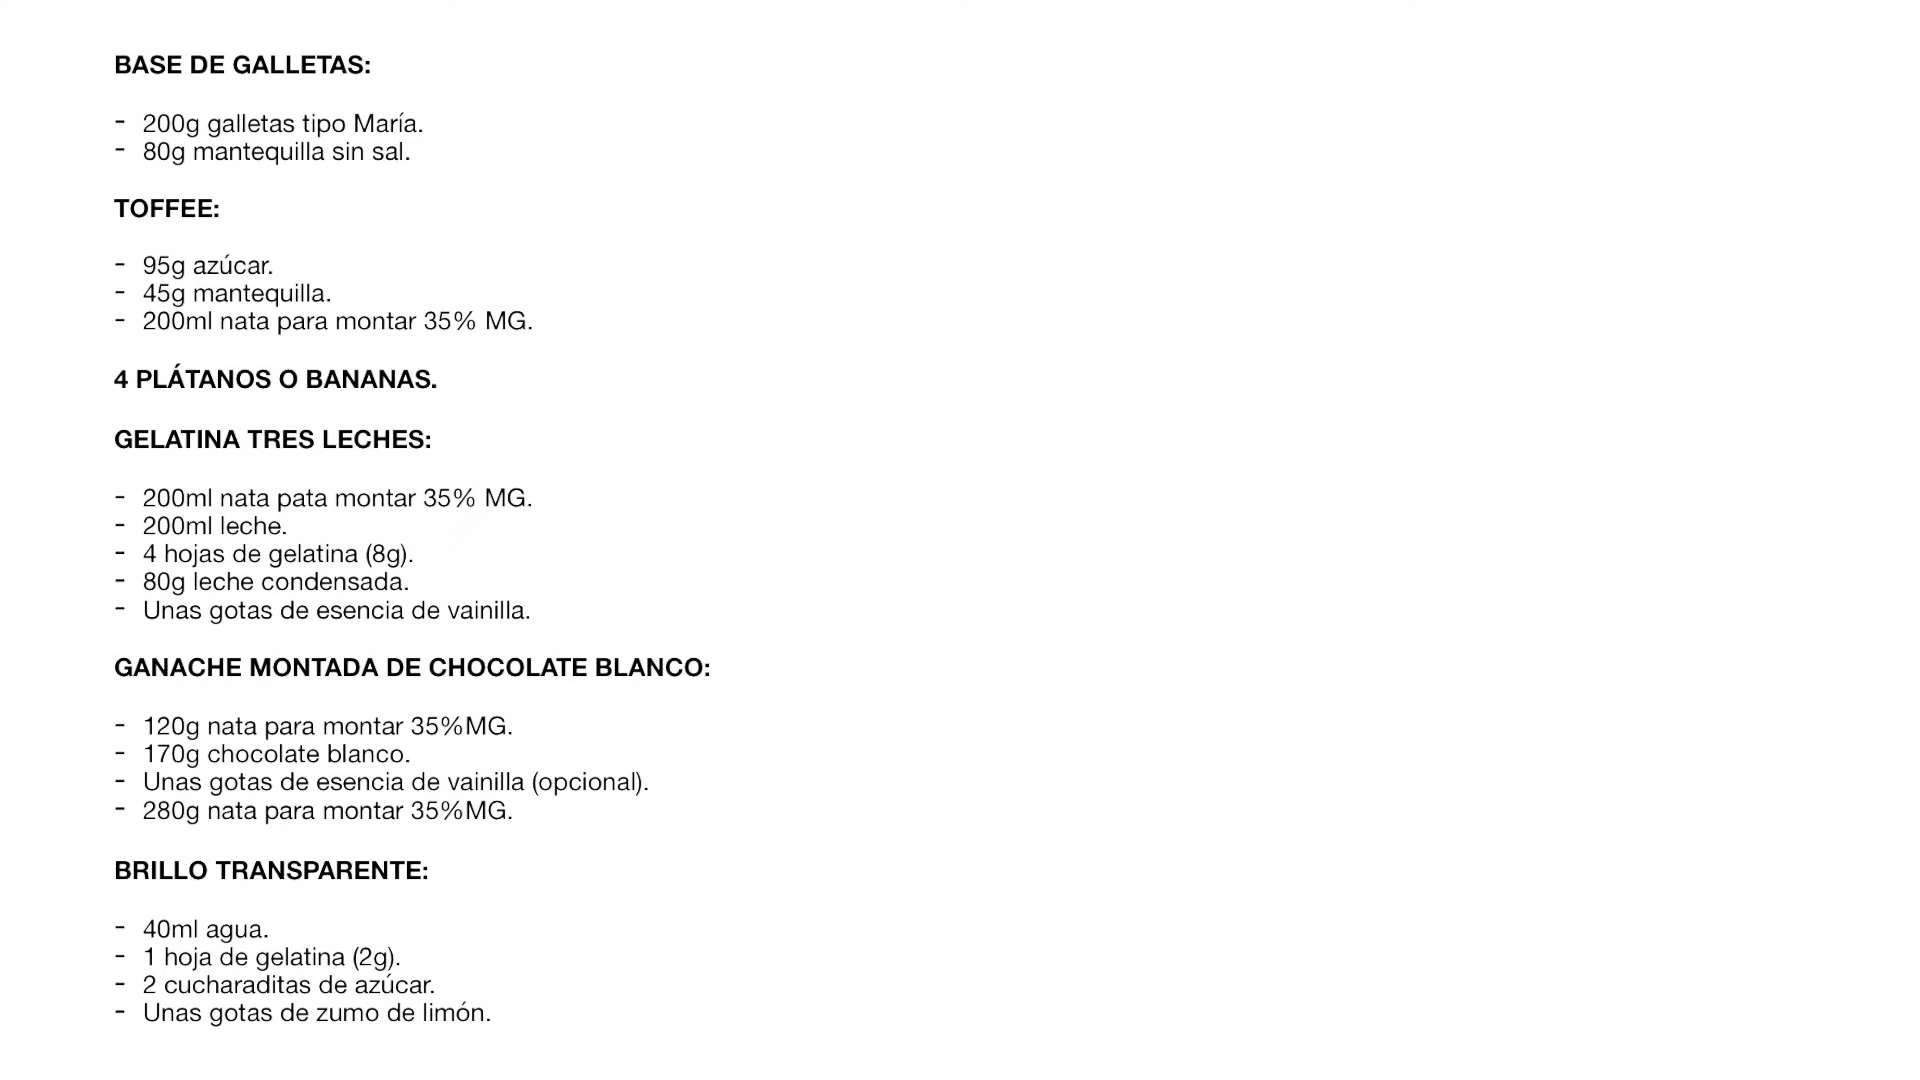 BASE DE GALLETAS:
- 200g galletas tipo María.
- 80g mantequilla sin sal.
TOFFEE:
- 95g azúcar.
- 45g mantequilla.
- 200ml nata para montar 35% MG.
4 PLÁTANOS O BANANAS.
GELATINA TRES LECHES:
- 200ml nata pata montar 35% MG.
- 200ml leche.
- 4 hojas de gelatina (8g).
- 80g leche condensada.
- Unas gotas de esencia de vainilla.
GANACHE MONTADA DE CHOCOLATE BLANCO:
- 120g nata para montar 35%MG.
- 170g chocolate blanco.
- Unas gotas de esencia de vainilla (opcional).
- 280g nata para montar 35%MG.
BRILLO TRANSPARENTE:
- 40ml agua.
- 1 hoja de gelatina (2g).
- 2 cucharaditas de azúcar.
- Unas gotas de zumo de limón.